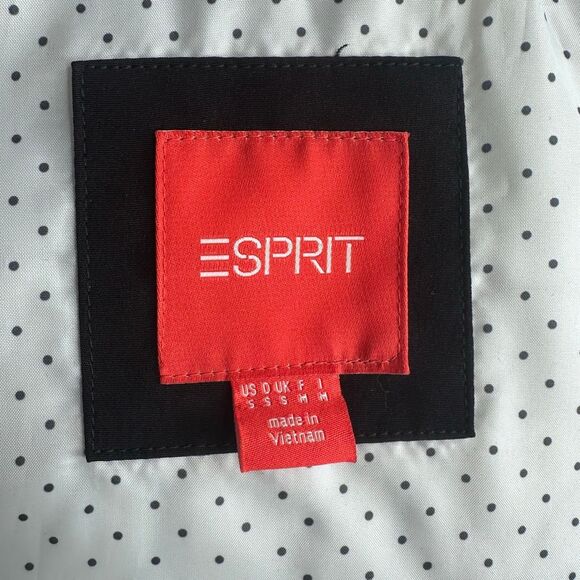 ESPRIT
US D UK F I
S S S M M
made in
Vietnam